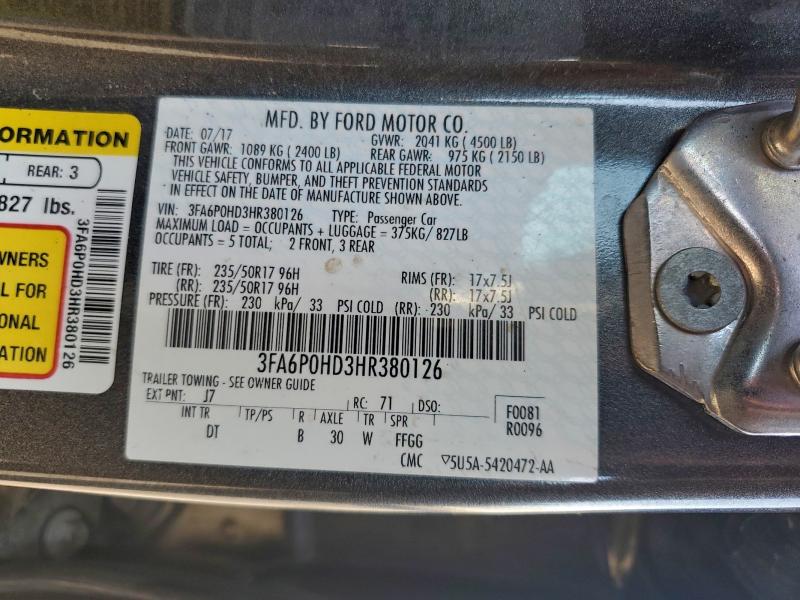 ORMATION
REAR: 3
827 lbs.
WNERS
L FOR
ONAL
TION
3FA6P0HD3HR380126
MFD. BY FORD MOTOR CO.
DATE: 07/17 GVWR: 2041 KG ( 4500 LB)
FRONT GAWR: 1089 KG ( 2400 LB) REAR GAWR: 975 KG ( 2150 LB)
THIS VEHICLE CONFORMS TO ALL APPLICABLE FEDERAL MOTOR
VEHICLE SAFETY, BUMPER, AND THEFT PREVENTION STANDARDS
IN EFFECT ON THE DATE OF MANUFACTURE SHOWN ABOVE.
VIN: 3FA6P0HD3HR380126 TYPE: Passenger Car
MAXIMUM LOAD = OCCUPANTS + LUGGAGE = 375KG/ 827LB
OCCUPANTS = 5 TOTAL; 2 FRONT, 3 REAR
TIRE (FR): 235/50R17 96H RIMS (FR): 17x7.5J
(RR): 235/50R17 96H (RR): 17x7.5J
PRESSURE (FR): 230 kPa/ 33 PSI COLD (RR): 230 kPa/ 33 PSI COLD
3FA6P0HD3HR380126
TRAILER TOWING - SEE OWNER GUIDE
EXT PNT: J7 RC: 71 DSO: F0081
INT TR TP/PS R AXLE TR SPR R0096
DT B 30 W FFGG
CMC ▽5U5A-5420472-AA